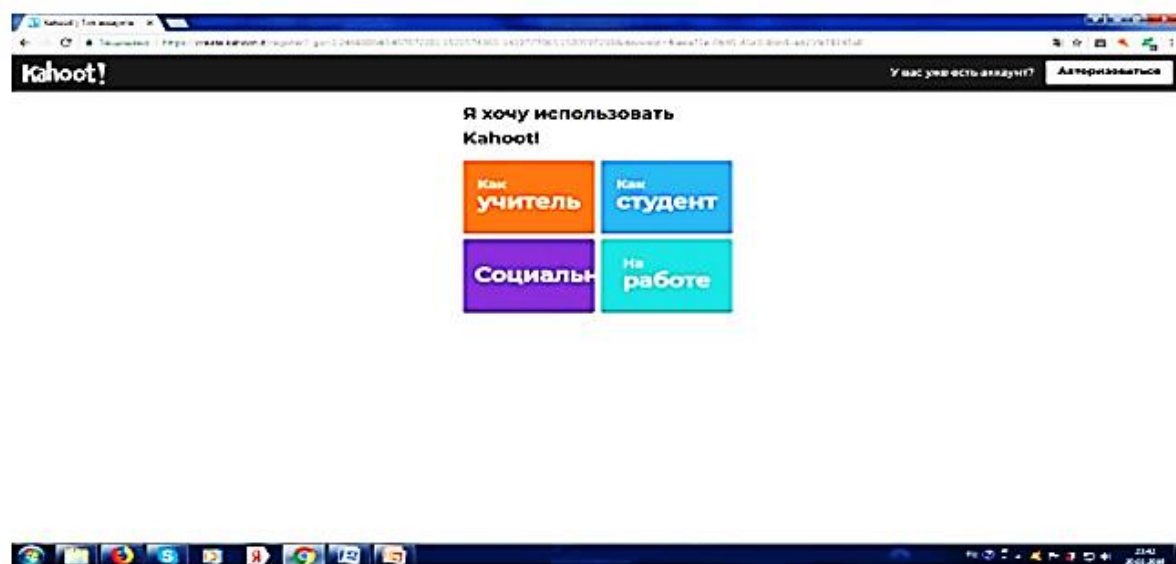 Kahoot!
У вас уже есть аккаунт?
Авторизоваться
Я хочу использовать
Kahoot!
Как
учитель
Как
студент
Социальн
На
работе